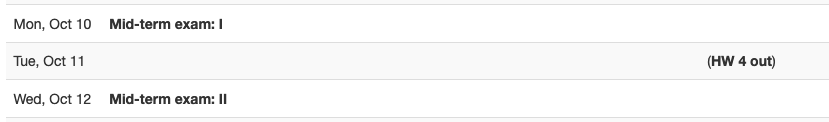 Mon, Oct 10 Mid-term exam: I
Tue, Oct 11 (HW 4 out)
Wed, Oct 12 Mid-term exam: II